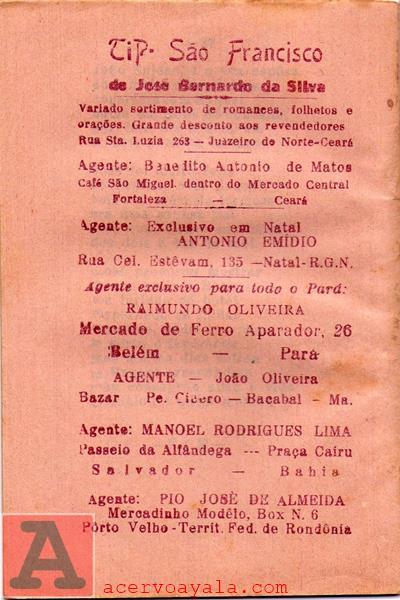 Tip. São Francisco
de José Bernardo da Silva
Variado sortimento de romances, folhetos e
orações. Grande desconto aos revendedores
Rua Sta. Luzia 263 — Juazeiro do Norte-Ceará
Agente: Benedito Antonio de Matos
Café São Miguel. dentro do Mercado Central
Fortaleza — Ceará
Agente: Exclusivo em Natal
ANTONIO EMÍDIO
Rua Cel. Estêvam, 135 —Natal-R.G.N.
Agente exclusivo para todo o Pará:
RAIMUNDO OLIVEIRA
Mercado de Ferro Aparador, 26
Belém — Pará
AGENTE — João Oliveira
Bazar Pe. Cicero — Bacabal - Ma.
Agente: MANOEL RODRIGUES LIMA
Passeio da Alfândega --- Praça Cairu
Salvador — Bahia
Agente: PIO JOSÉ DE ALMEIDA
Mercadinho Modêlo, Box N. 6
Pôrto Velho-Territ. Fed. de Rondônia
A
acervoayala.com